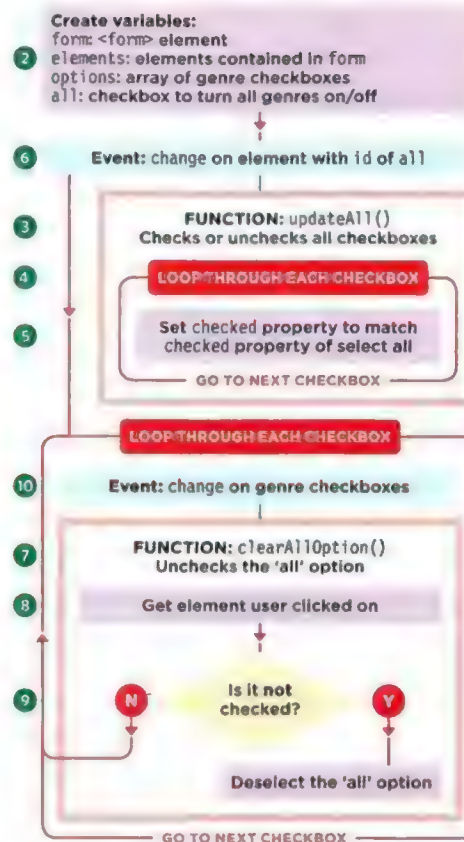 Create variables:
form: <form> element
2 elements: elements contained in form
options: array of genre checkboxes
all: checkbox to turn all genres on/off
6 Event: change on element with id of all
3 FUNCTION: updateAll()
Checks or unchecks all checkboxes
4 LOOP THROUGH EACH CHECKBOX
5 Set checked property to match
checked property of select all
GO TO NEXT CHECKBOX
LOOP THROUGH EACH CHECKBOX
10 Event: change on genre checkboxes
7 FUNCTION: clearAllOption()
Unchecks the 'all' option
8 Get element user clicked on
9 N Is it not Y
checked?
Deselect the 'all' option
GO TO NEXT CHECKBOX